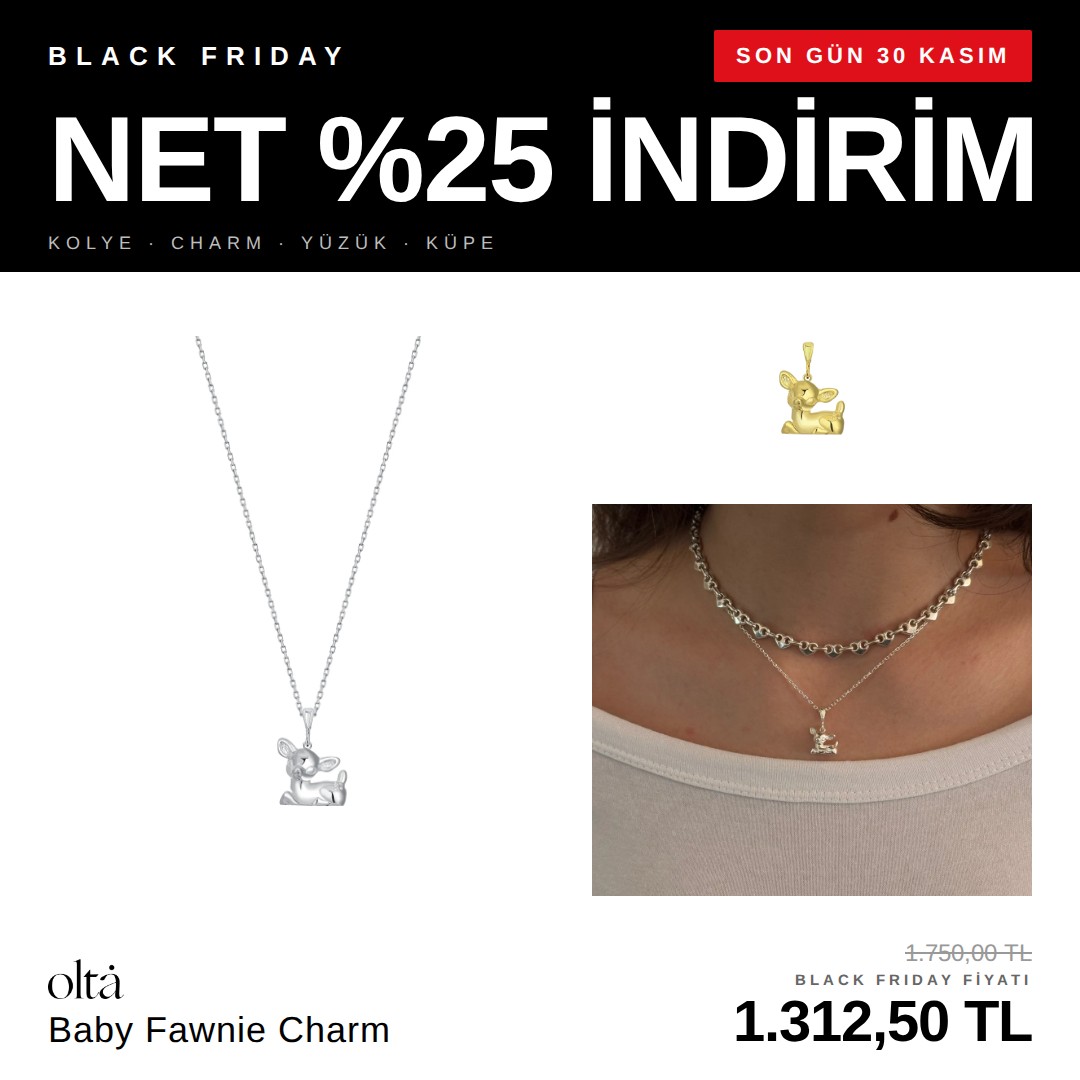 BLACK FRIDAY
SON GÜN 30 KASIM
NET %25 İNDİRİM
KOLYE · CHARM · YÜZÜK · KÜPE
olta
Baby Fawnie Charm
1.750,00 TL
BLACK FRIDAY FİYATI
1.312,50 TL